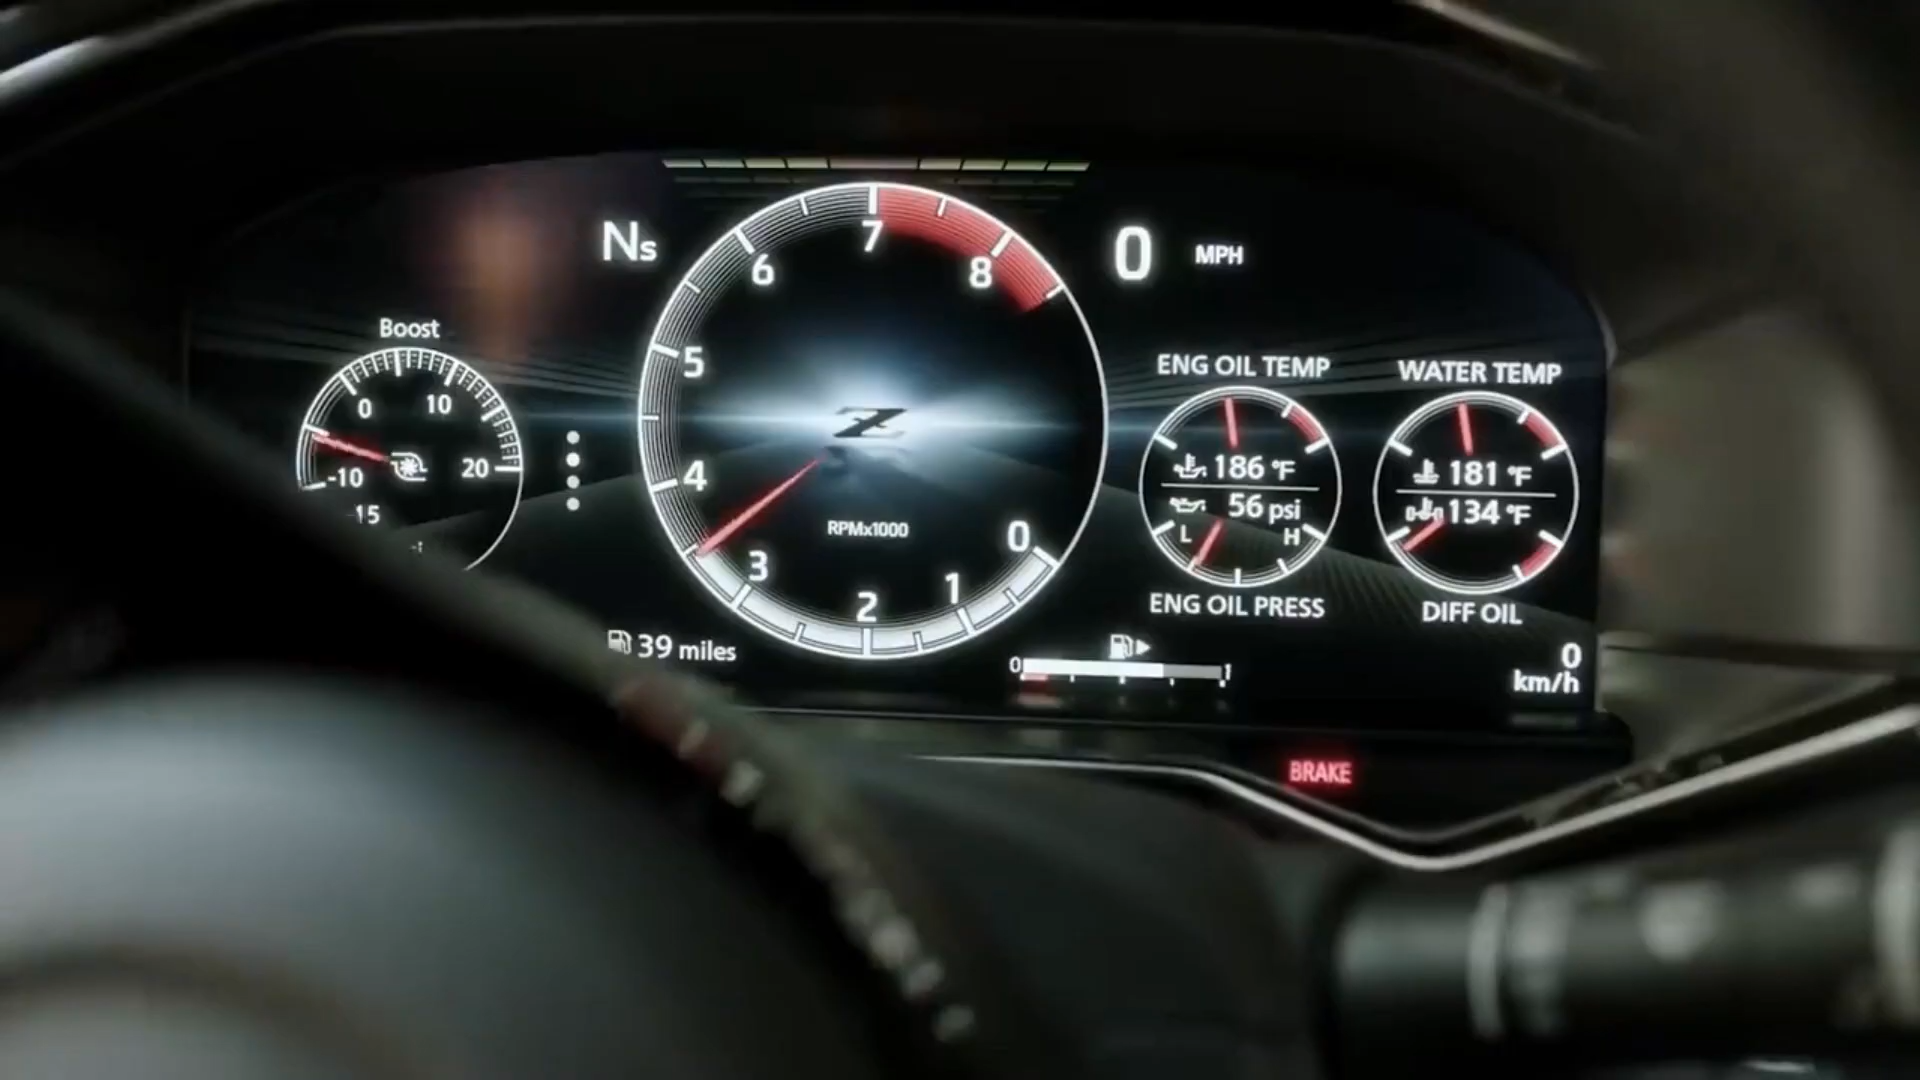 Ns
0 MPH
Boost
0
10
20
-10
-15
7
6
8
5
4
3
2
1
0
Z
RPMx1000
ENG OIL TEMP
186 °F
56 psi
L
H
ENG OIL PRESS
WATER TEMP
181 °F
134 °F
DIFF OIL
39 miles
0
1
0
km/h
BRAKE